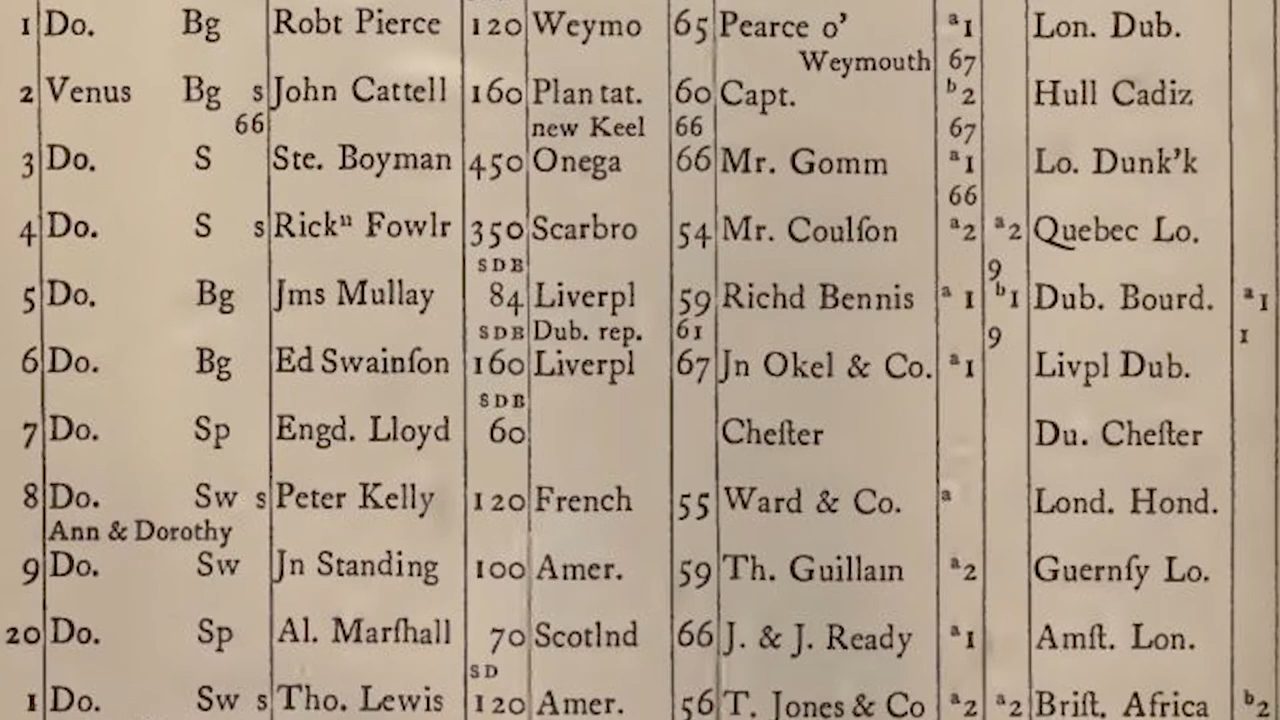 1 Do. Bg Robt Pierce 120 Weymo 65 Pearce o' a1 Lon. Dub.
Weymouth 67
2 Venus Bg s John Cattell 160 Plantat. 60 Capt. b2 Hull Cadiz
66 new Keel 66 67
3 Do. S Ste. Boyman 450 Onega 66 Mr. Gomm a1 Lo. Dunk'k
66
4 Do. S s Rickn Fowlr 350 Scarbro 54 Mr. Coulſon a2 a2 Quebec Lo.
SDB 9
5 Do. Bg Jms Mullay 84 Liverpl 59 Richd Bennis a1 b1 Dub. Bourd. a1
SDB Dub. rep. 61 9 1
6 Do. Bg Ed Swainſon 160 Liverpl 67 Jn Okel & Co. a1 Livpl Dub.
SDB
7 Do. Sp Engd. Lloyd 60 Cheſter Du. Cheſter
8 Do. Sw s Peter Kelly 120 French 55 Ward & Co. a Lond. Hond.
Ann & Dorothy
9 Do. Sw Jn Standing 100 Amer. 59 Th. Guillaın a2 Guernſy Lo.
20 Do. Sp Al. Marſhall 70 Scotlnd 66 J. & J. Ready a1 Amſt. Lon.
SD
1 Do. Sw s Tho. Lewis 120 Amer. 56 T. Jones & Co a2 a2 Briſt. Africa b2